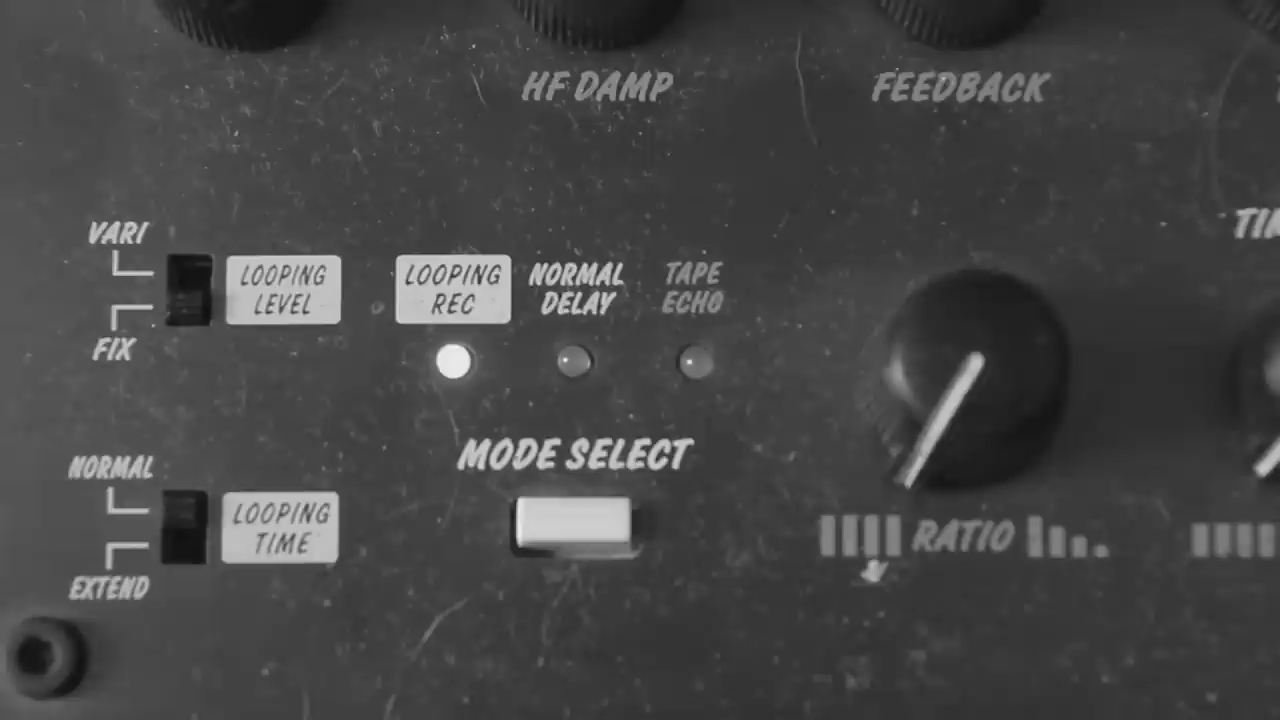 HF DAMP
FEEDBACK
VARI
LOOPING
LEVEL
LOOPING
REC
NORMAL
DELAY
TAPE
ECHO
FIX
MODE SELECT
NORMAL
LOOPING
TIME
RATIO
EXTEND